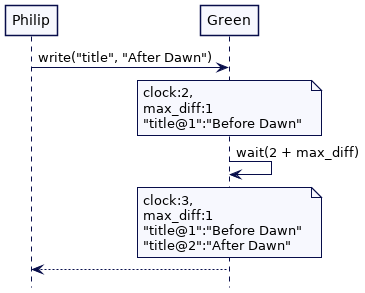 Philip
Green
write("title", "After Dawn")
clock:2,
max_diff:1
"title@1":"Before Dawn"
wait(2 + max_diff)
clock:3,
max_diff:1
"title@1":"Before Dawn"
"title@2":"After Dawn"